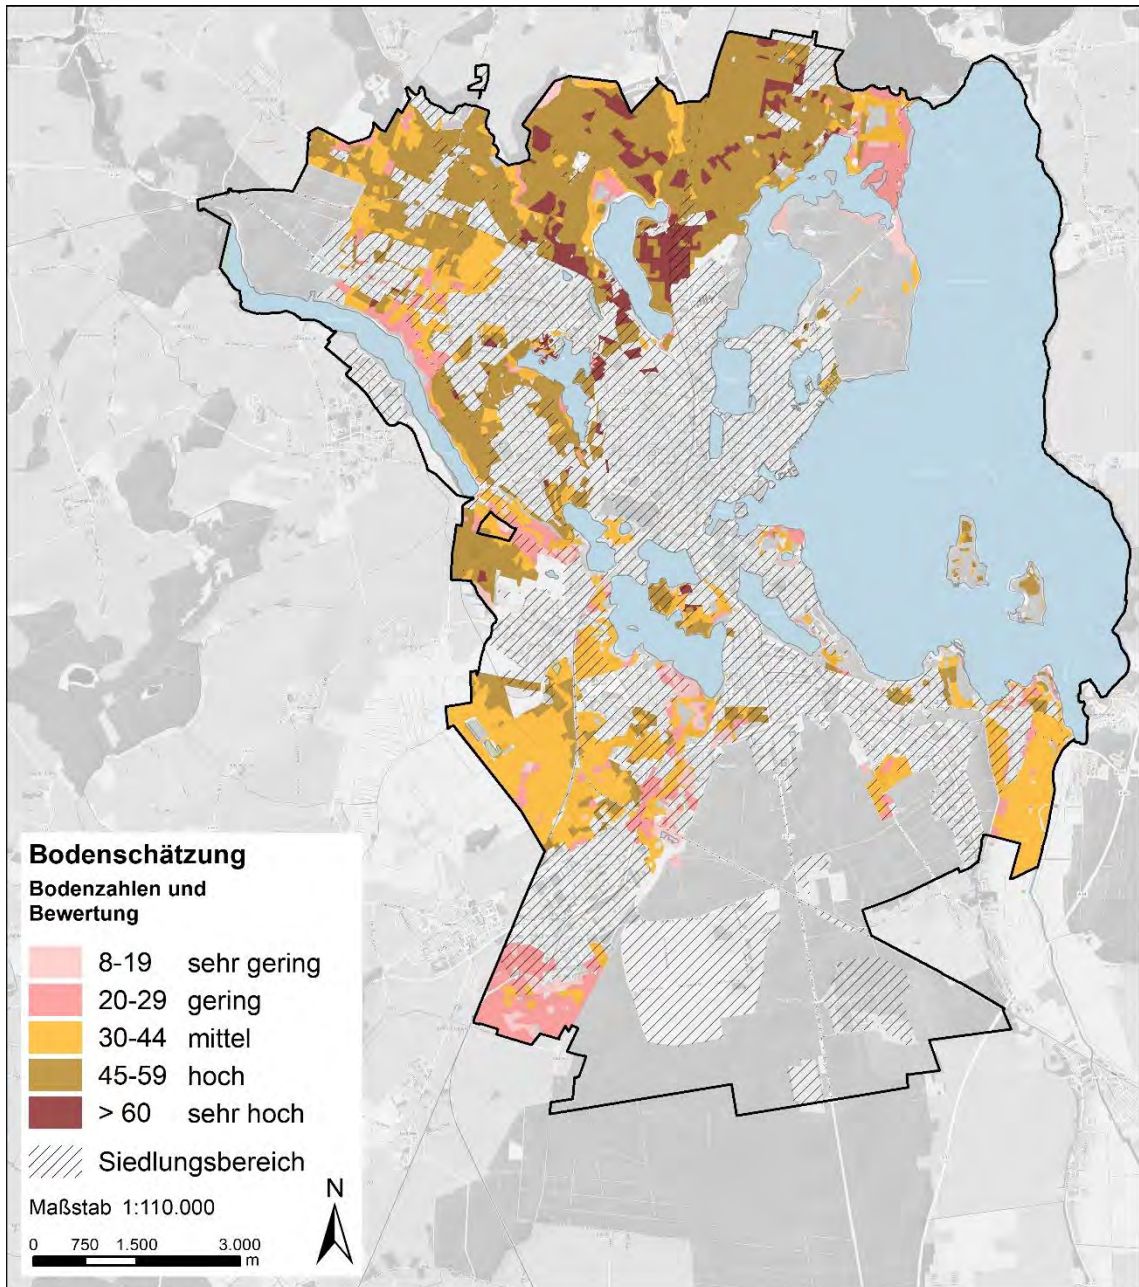 Bodenschätzung
Bodenzahlen und
Bewertung
8-19 sehr gering
20-29 gering
30-44 mittel
45-59 hoch
> 60 sehr hoch
Siedlungsbereich
Maßstab 1:110.000
N
0 750 1.500 3.000
m